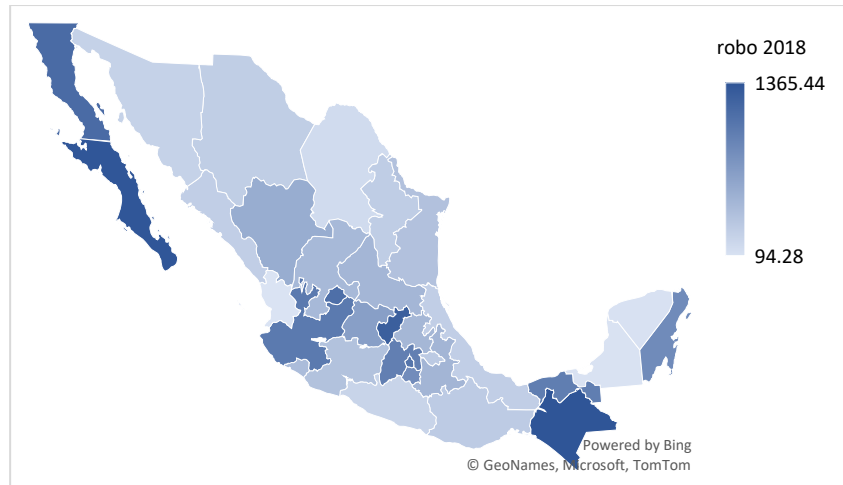 robo 2018
1365.44
94.28
Powered by Bing
© GeoNames, Microsoft, TomTom